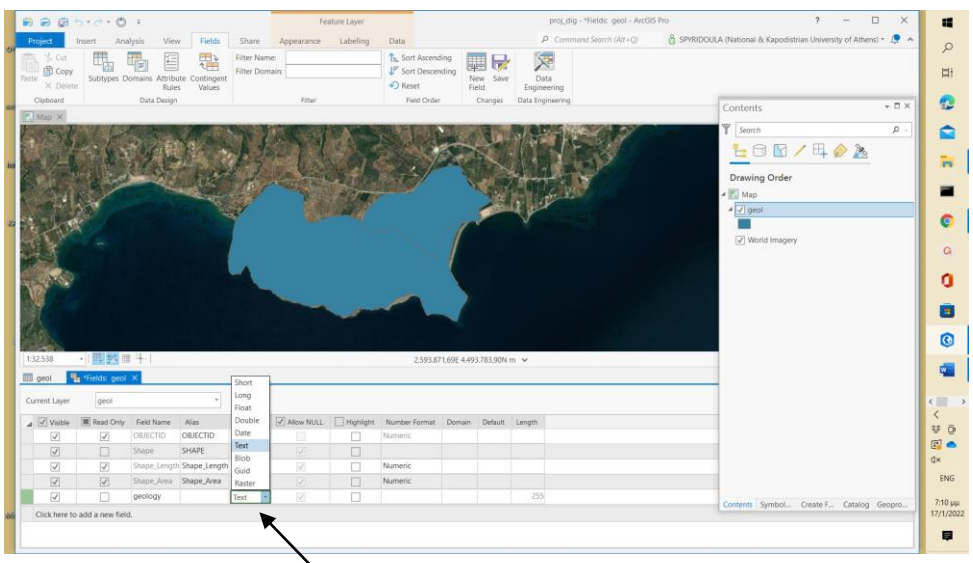 Feature Layer
proj_dig - *Fields: geol - ArcGIS Pro
?
Project Insert Analysis View Fields Share Appearance Labeling Data
Command Search (Alt+Q)
SPYRIDOULA (National & Kapodistrian University of Athens)
Paste
Cut
Copy
Delete
Clipboard
Subtypes Domains Attribute Rules Contingent Values
Data Design
Filter Name:
Filter Domain:
Filter
Sort Ascending
Sort Descending
Reset
Field Order
New Field Save
Changes
Data Engineering
Data Engineering
Map
Contents
Search
Drawing Order
Map
geol
World Imagery
1:32.538
2.593.871,69E 4.493.783,90N m
geol *Fields: geol
Current Layer geol
Short
Long
Float
Double
Date
Text
Blob
Guid
Raster
Visible Read Only Field Name Alias Allow NULL Highlight Number Format Domain Default Length
OBJECTID OBJECTID Numeric
Shape SHAPE
Shape_Length Shape_Length Numeric
Shape_Area Shape_Area Numeric
geology Text 255
Click here to add a new field.
Contents Symbol... Create F... Catalog Geopro...
ENG
7:10 μμ
17/1/2022